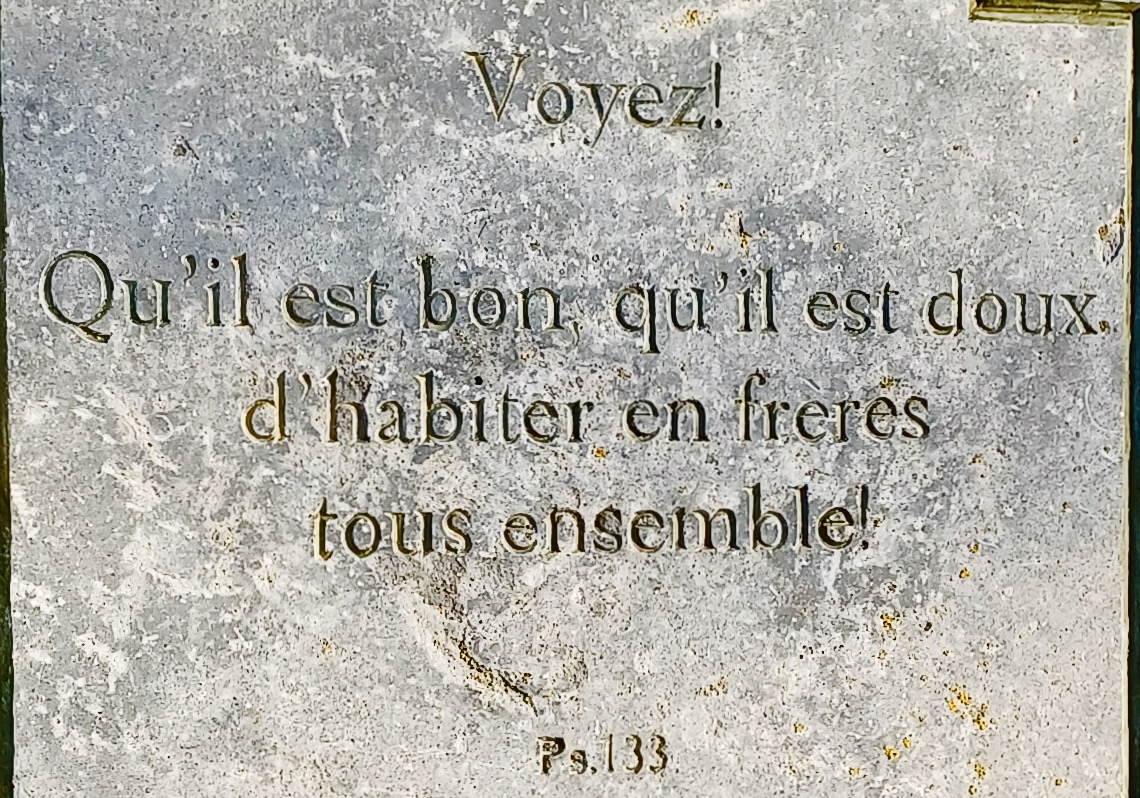 Voyez!
Qu'il est bon, qu'il est doux.
d'habiter en frères
tous ensemble!
Ps.133